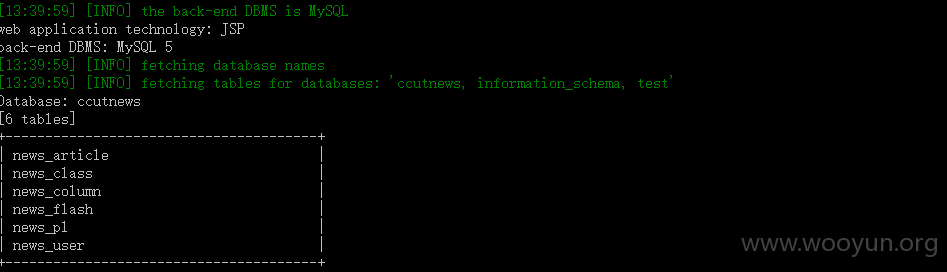 [13:39:59] [INFO] the back-end DBMS is MySQL
web application technology: JSP
back-end DBMS: MySQL 5
[13:39:59] [INFO] fetching database names
[13:39:59] [INFO] fetching tables for databases: 'ccutnews, information_schema, test'
Database: ccutnews
[6 tables]
+---------------------------------------+
| news_article |
| news_class |
| news_column |
| news_flash |
| news_pl |
| news_user |
+---------------------------------------+
www.wooyun.org